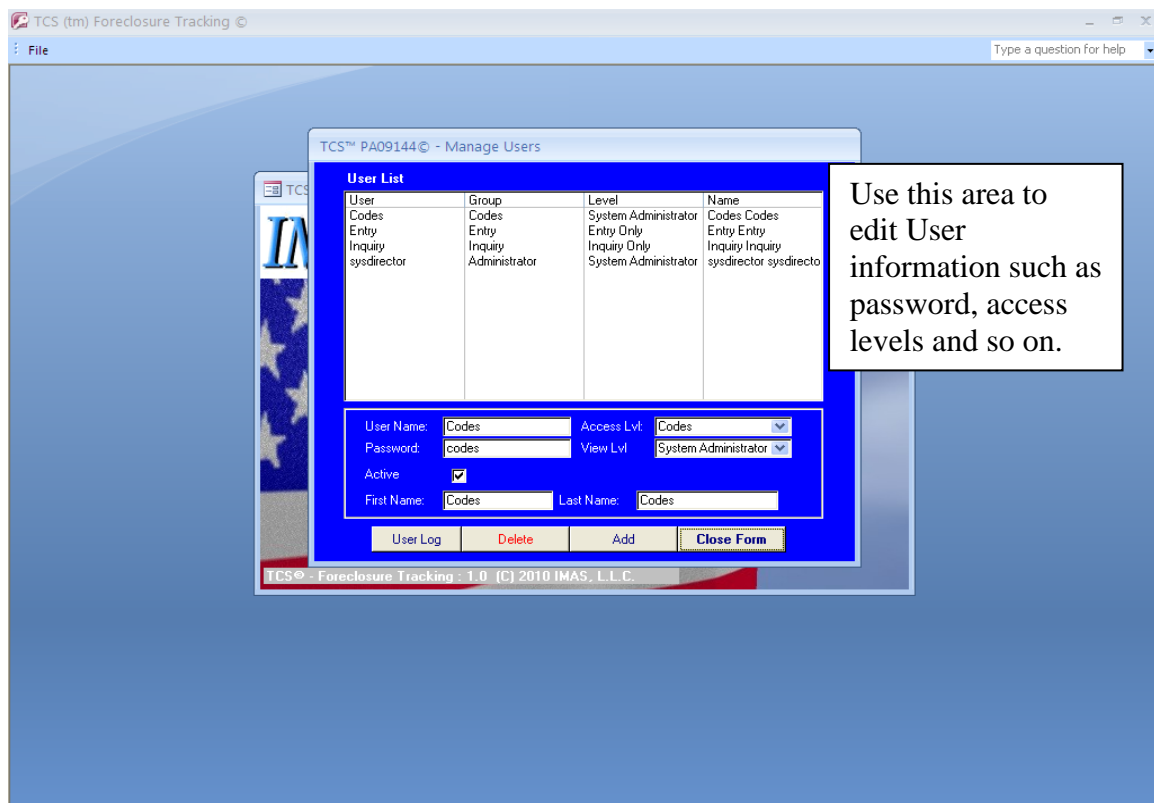 TCS (tm) Foreclosure Tracking ©
File
Type a question for help
TCS™ PA09144© - Manage Users
TCS
User List
User Group Level Name
Codes Codes System Administrator Codes Codes
Entry Entry Entry Only Entry Entry
Inquiry Inquiry Inquiry Only Inquiry Inquiry
sysdirector Administrator System Administrator sysdirector sysdirecto
Use this area to
edit User
information such as
password, access
levels and so on.
IM
User Name: Codes Access Lvl: Codes
Password: codes View Lvl System Administrator
Active
First Name: Codes Last Name: Codes
User Log Delete Add Close Form
TCS© - Foreclosure Tracking : 1.0 (C) 2010 IMAS, L.L.C.